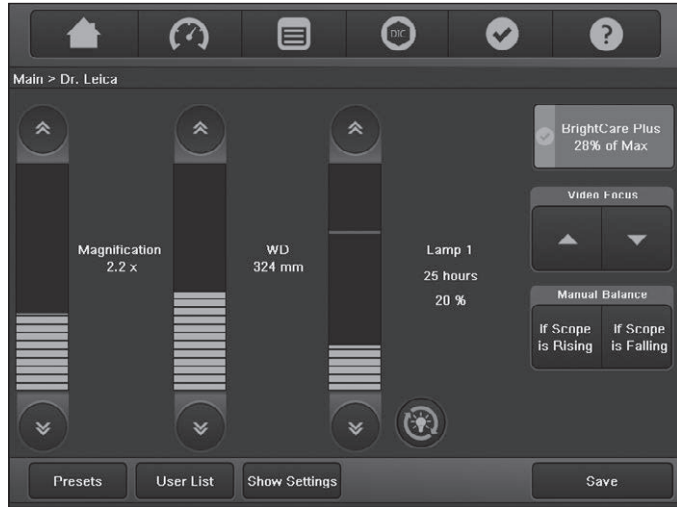 DIC
?
Main > Dr. Leica
Magnification
2.2 x
WD
324 mm
Lamp 1
25 hours
20 %
BrightCare Plus
28% of Max
Video Focus
Manual Balance
If Scope
is Rising
If Scope
is Falling
Presets
User List
Show Settings
Save